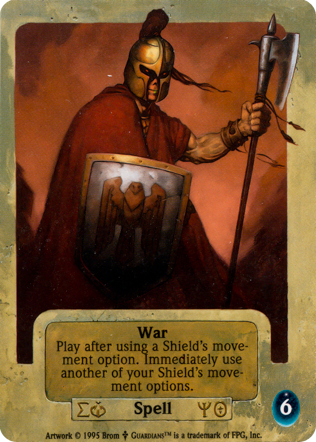 War
Play after using a Shield's move-
ment option. Immediately use
another of your Shield's move-
ment options.
Spell
6
Artwork © 1995 Brom ✝ GUARDIANS™ is a trademark of FPG, Inc.